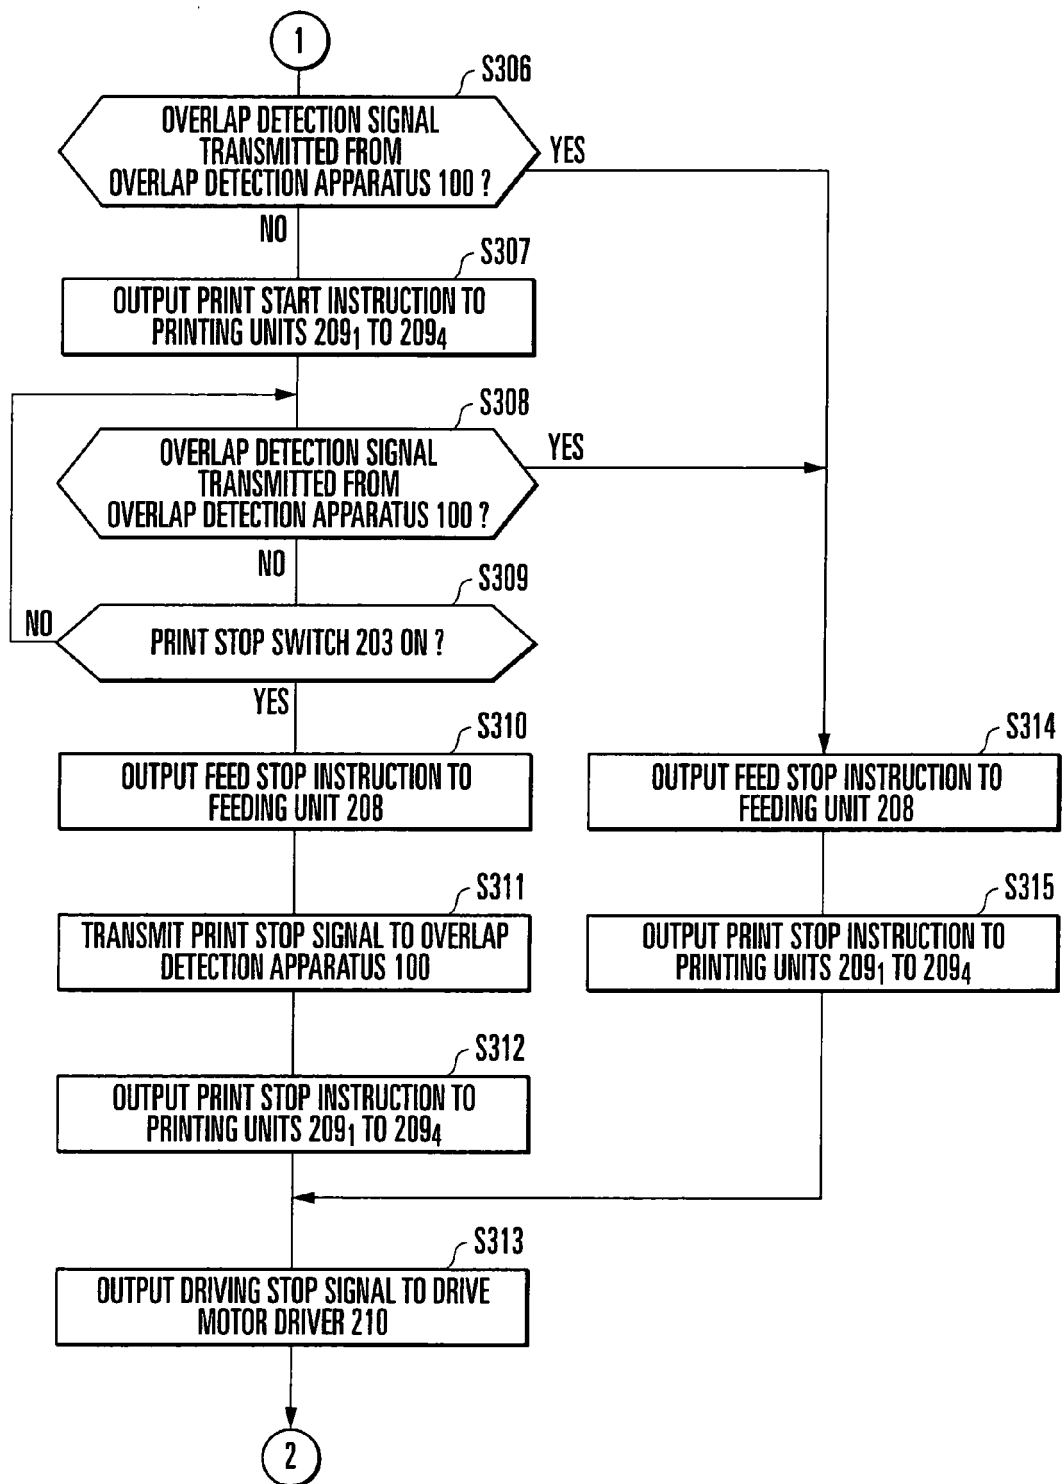 1
S306
OVERLAP DETECTION SIGNAL
TRANSMITTED FROM
OVERLAP DETECTION APPARATUS 100 ?
YES
NO
S307
OUTPUT PRINT START INSTRUCTION TO
PRINTING UNITS 209₁ TO 209₄
S308
OVERLAP DETECTION SIGNAL
TRANSMITTED FROM
OVERLAP DETECTION APPARATUS 100 ?
YES
NO
S309
PRINT STOP SWITCH 203 ON ?
NO
YES
S310
OUTPUT FEED STOP INSTRUCTION TO
FEEDING UNIT 208
S314
OUTPUT FEED STOP INSTRUCTION TO
FEEDING UNIT 208
S311
TRANSMIT PRINT STOP SIGNAL TO OVERLAP
DETECTION APPARATUS 100
S315
OUTPUT PRINT STOP INSTRUCTION TO
PRINTING UNITS 209₁ TO 209₄
S312
OUTPUT PRINT STOP INSTRUCTION TO
PRINTING UNITS 209₁ TO 209₄
S313
OUTPUT DRIVING STOP SIGNAL TO DRIVE
MOTOR DRIVER 210
2